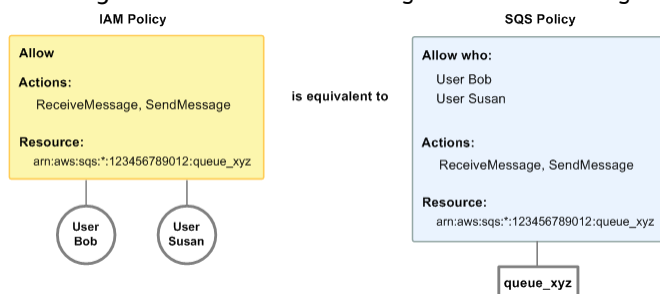 IAM Policy
Allow
Actions:
ReceiveMessage, SendMessage
Resource:
arn:aws:sqs:*:123456789012:queue_xyz
User
Bob
User
Susan
is equivalent to
SQS Policy
Allow who:
User Bob
User Susan
Actions:
ReceiveMessage, SendMessage
Resource:
arn:aws:sqs:*:123456789012:queue_xyz
queue_xyz